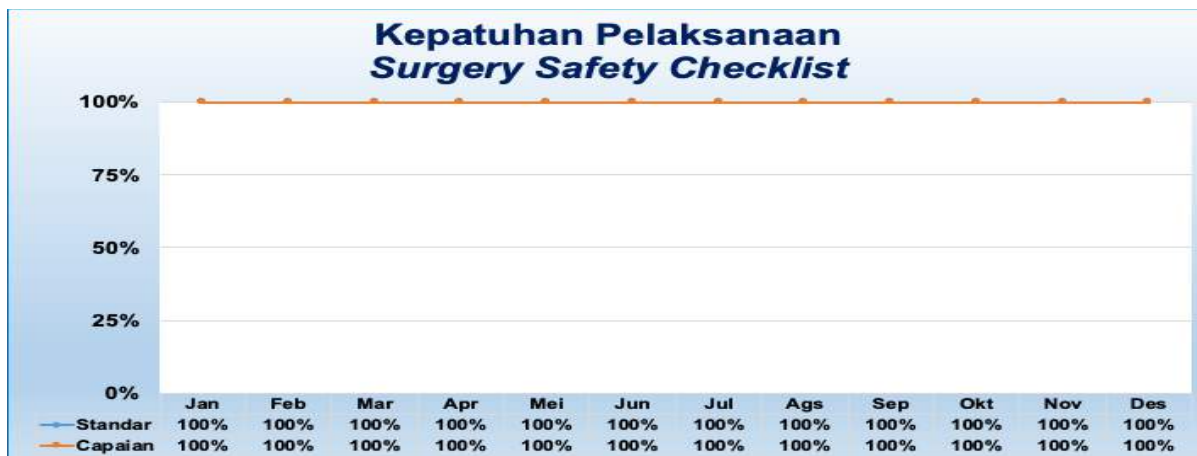 Kepatuhan Pelaksanaan
Surgery Safety Checklist
100%
75%
50%
25%
0%
Jan Feb Mar Apr Mei Jun Jul Ags Sep Okt Nov Des
Standar 100% 100% 100% 100% 100% 100% 100% 100% 100% 100% 100% 100%
Capaian 100% 100% 100% 100% 100% 100% 100% 100% 100% 100% 100% 100%